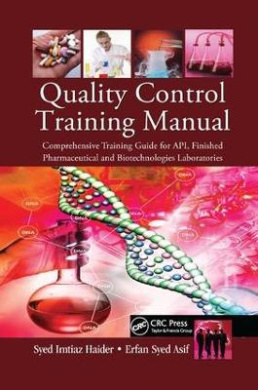 Quality Control
Training Manual
Comprehensive Training Guide for API, Finished
Pharmaceutical and Biotechnologies Laboratories
CRC Press
Taylor & Francis Group
Syed Imtiaz Haider • Erfan Syed Asif